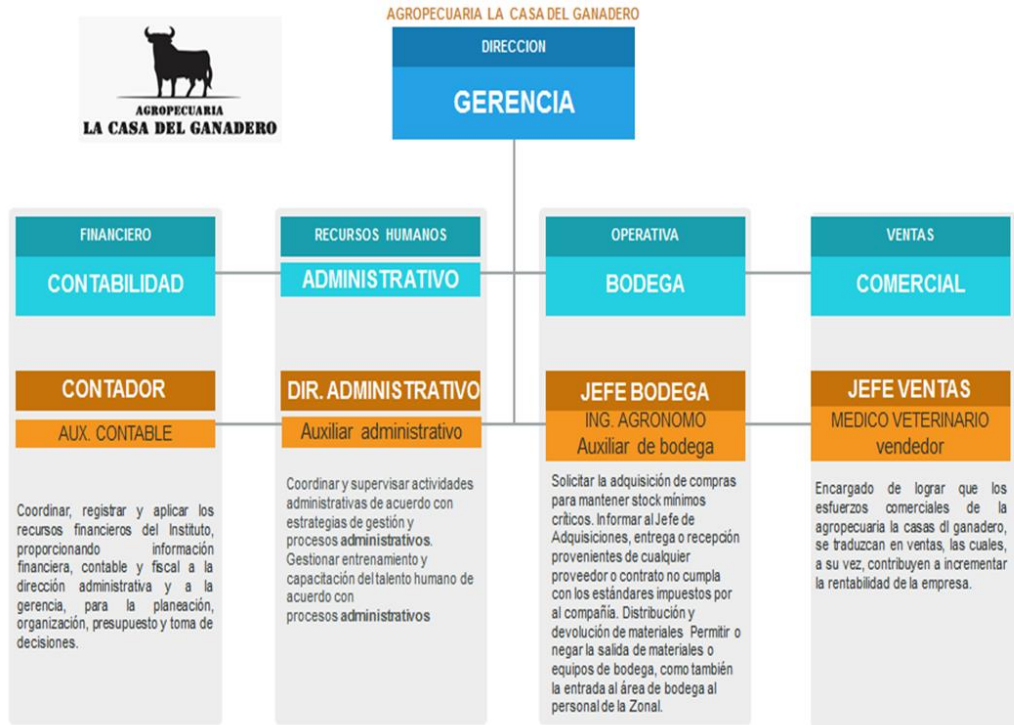 AGROPECUARIA LA CASA DEL GANADERO
DIRECCION
GERENCIA
AGROPECUARIA
LA CASA DEL GANADERO
FINANCIERO
CONTABILIDAD
CONTADOR
AUX. CONTABLE
Coordinar, registrar y aplicar los
recursos financieros del Instituto,
proporcionando información
financiera, contable y fiscal a la
dirección administrativa y a la
gerencia, para la planeación,
organización, presupuesto y toma de
decisiones.
RECURSOS HUMANOS
ADMINISTRATIVO
DIR. ADMINISTRATIVO
Auxiliar administrativo
Coordinar y supervisar actividades
administrativas de acuerdo con
estrategias de gestión y
procesos administrativos.
Gestionar entrenamiento y
capacitación del talento humano de
acuerdo con
procesos administrativos
OPERATIVA
BODEGA
JEFE BODEGA
ING. AGRONOMO
Auxiliar de bodega
Solicitar la adquisición de compras
para mantener stock mínimos
críticos. Informar al Jefe de
Adquisiciones, entrega o recepción
provenientes de cualquier
proveedor o contrato no cumpla
con los estándares impuestos por
al compañía. Distribución y
devolución de materiales Permitir o
negar la salida de materiales o
equipos de bodega, como también
la entrada al área de bodega al
personal de la Zonal.
VENTAS
COMERCIAL
JEFE VENTAS
MEDICO VETERINARIO
vendedor
Encargado de lograr que los
esfuerzos comerciales de la
agropecuaria la casas dl ganadero,
se traduzcan en ventas, las cuales,
a su vez, contribuyen a incrementar
la rentabilidad de la empresa.